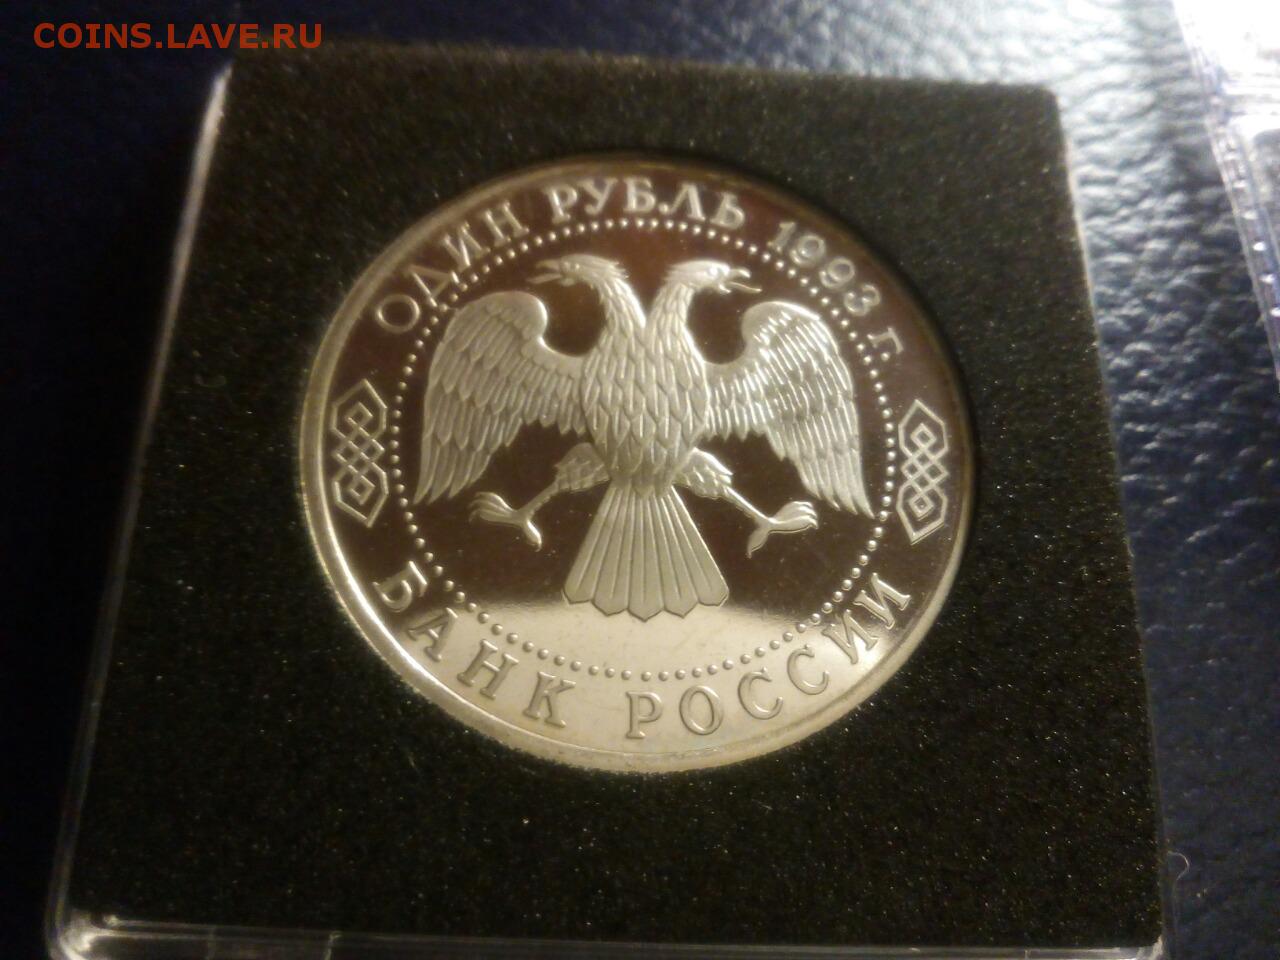 COINS.LAVE.RU
ОДИН РУБЛЬ 1993 г.
БАНК РОССИИ